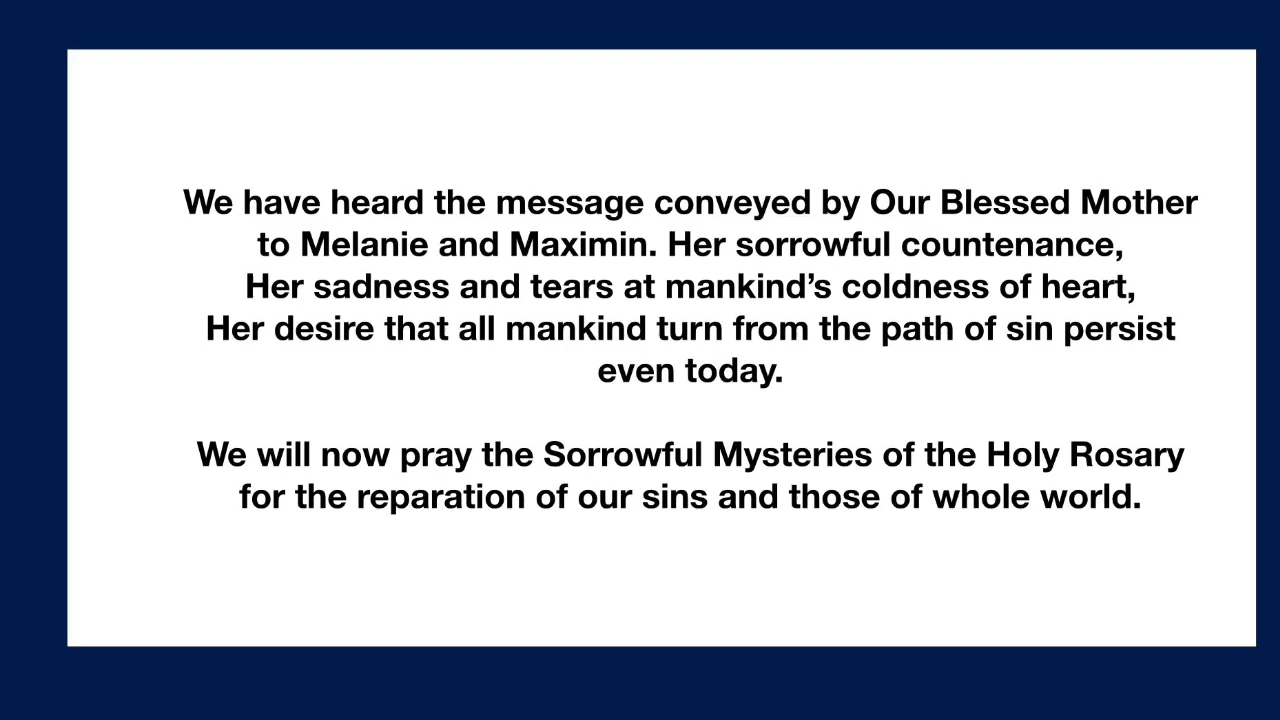 We have heard the message conveyed by Our Blessed Mother
to Melanie and Maximin. Her sorrowful countenance,
Her sadness and tears at mankind’s coldness of heart,
Her desire that all mankind turn from the path of sin persist
even today.
We will now pray the Sorrowful Mysteries of the Holy Rosary
for the reparation of our sins and those of whole world.